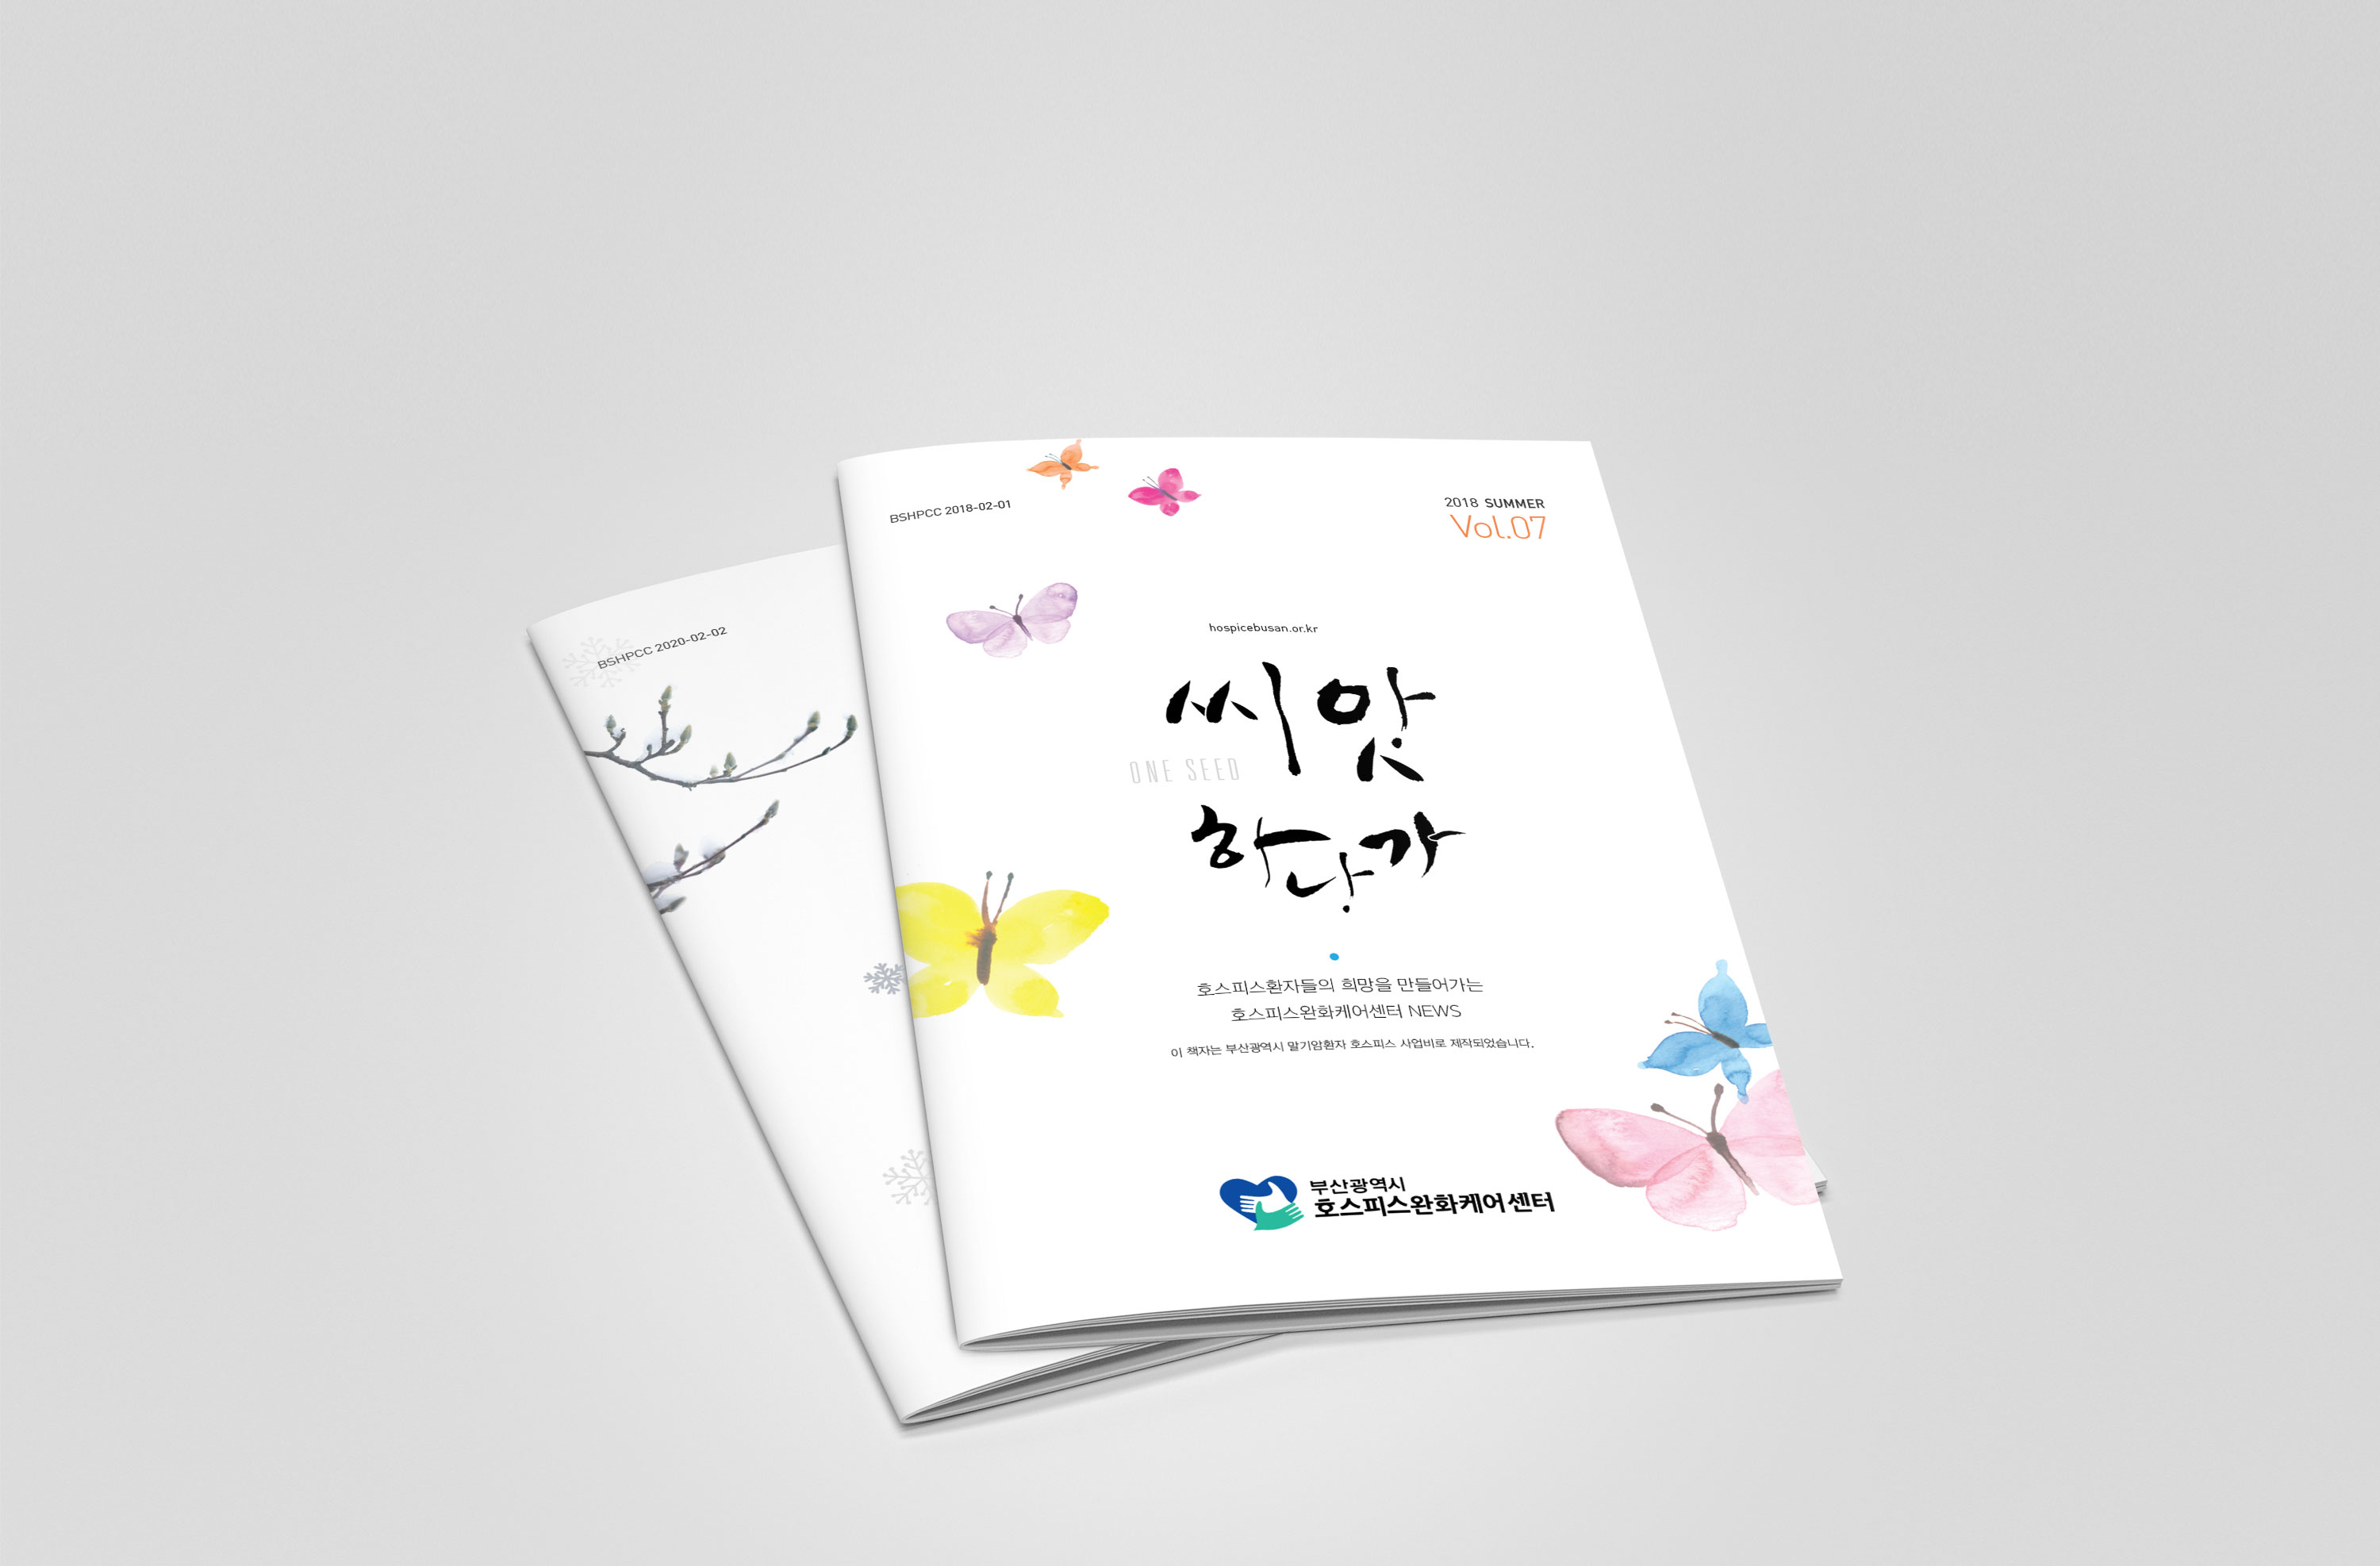 BSHPCC 2018-02-01
2018 SUMMER
Vol.07
hospicebusan.or.kr
씨앗
ONE SEED
하나가
호스피스환자들의 희망을 만들어가는
호스피스완화케어센터 NEWS
이 책자는 부산광역시 말기암환자 호스피스 사업비로 제작되었습니다.
부산광역시
호스피스완화케어센터
BSHPCC 2020-02-02